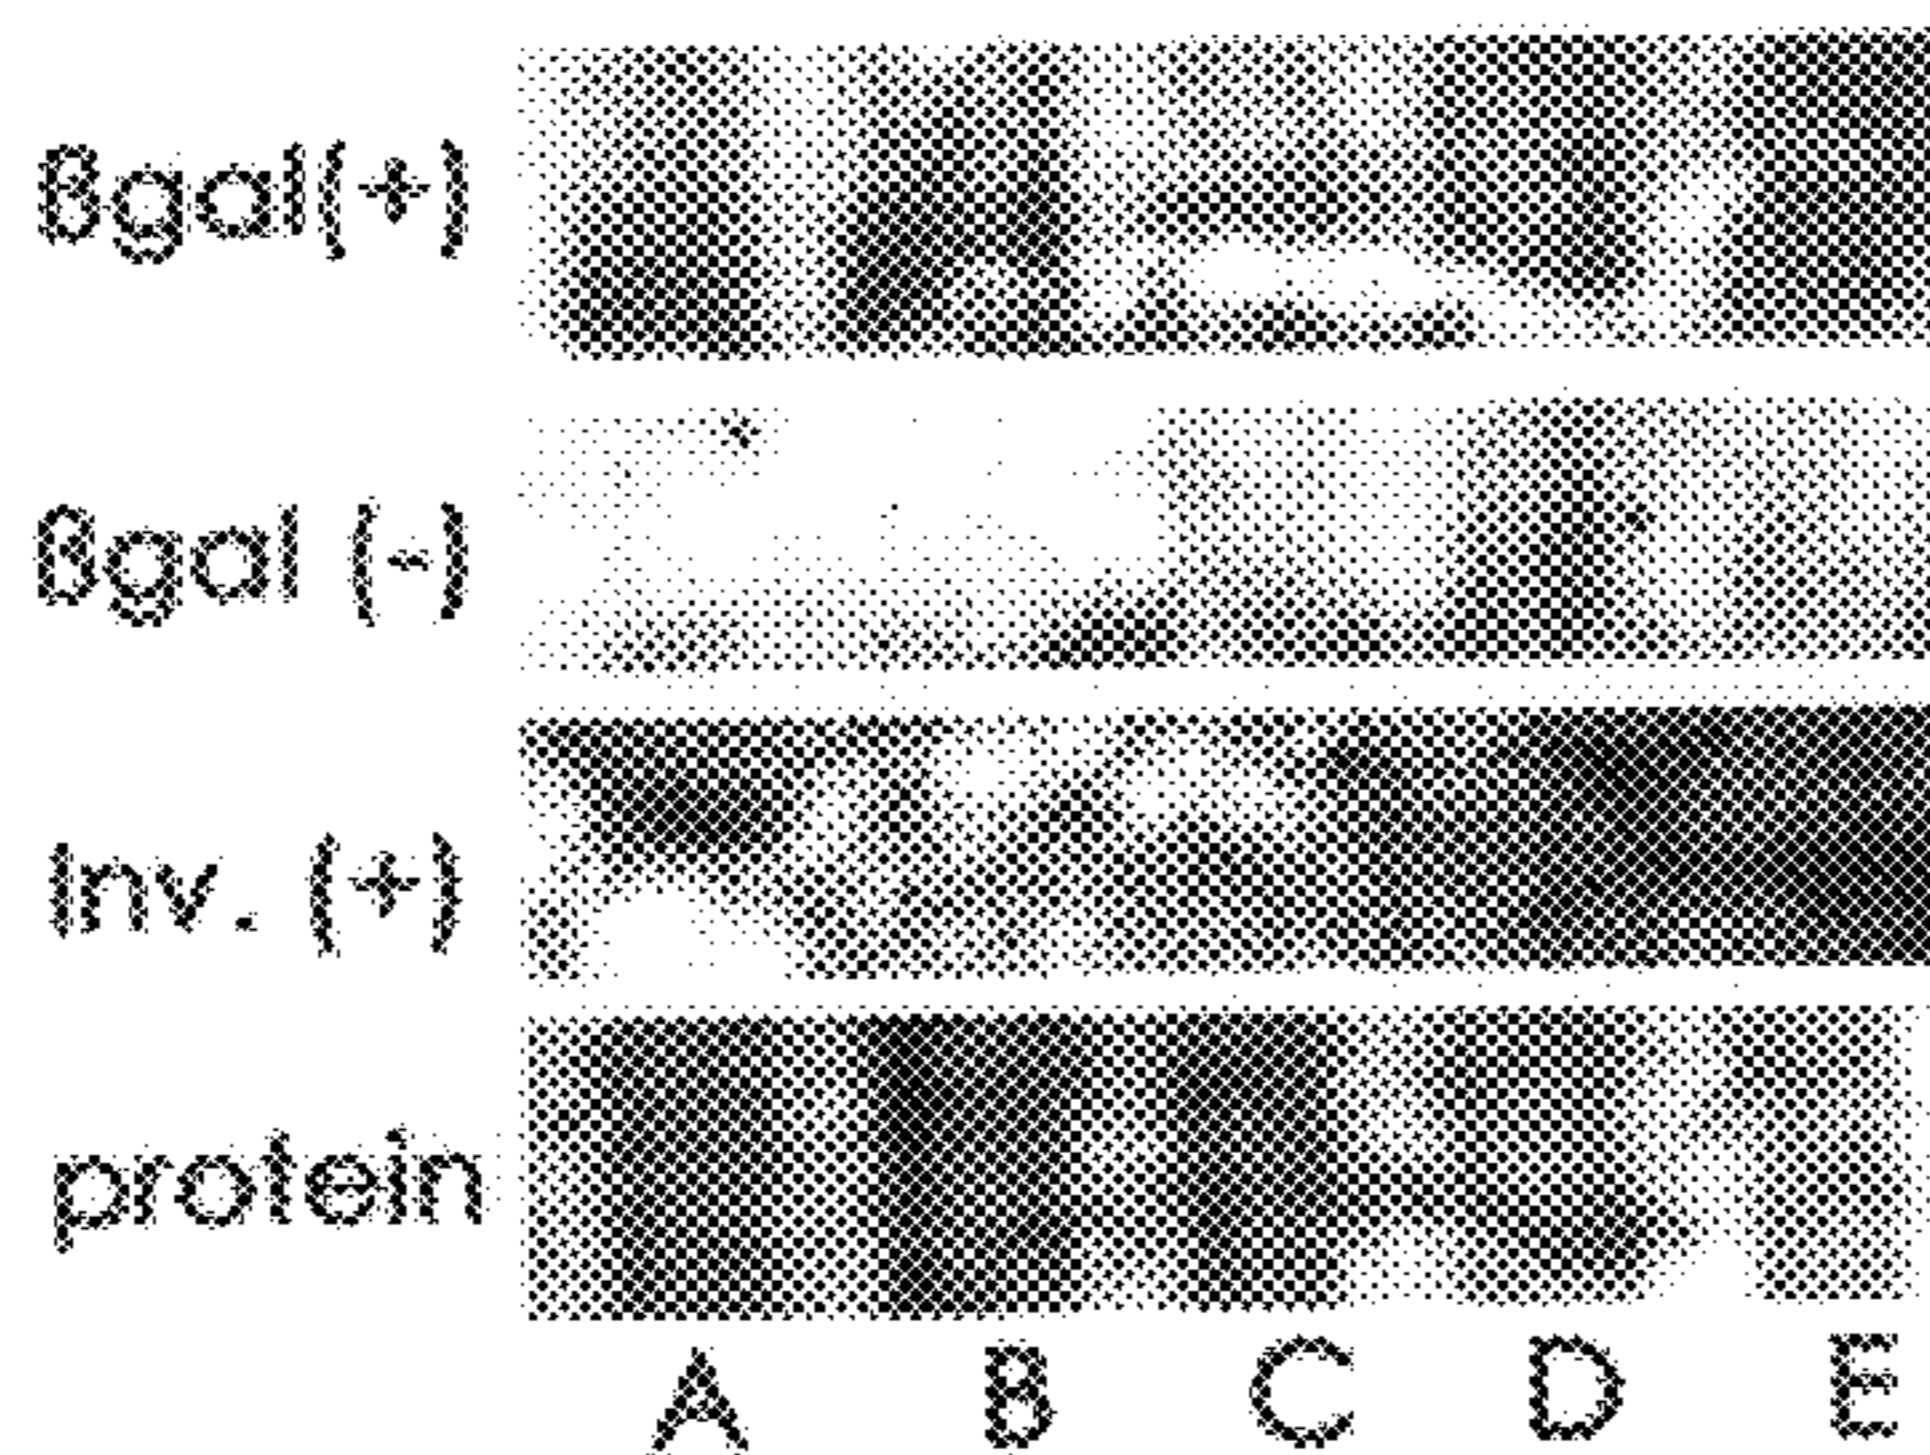 βgal(+)
βgal (-)
Inv. (+)
protein
A B C D E